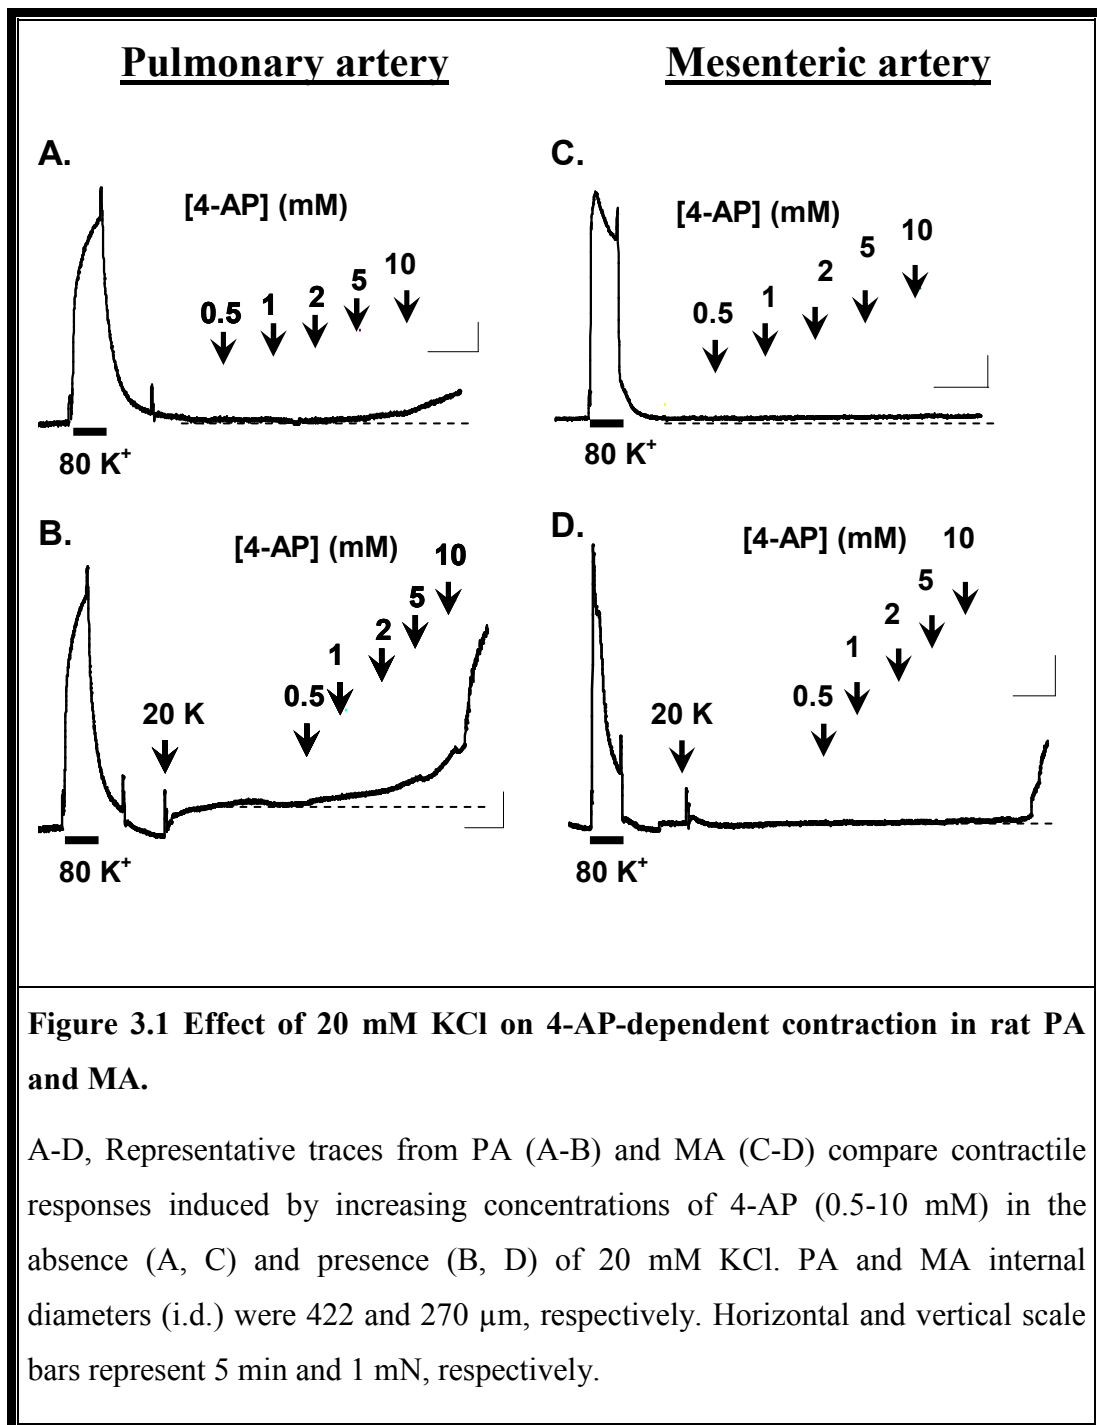 Pulmonary artery
Mesenteric artery
A.
[4-AP] (mM)
0.5
1
2
5
10
80 K+
C.
[4-AP] (mM)
0.5
1
2
5
10
80 K+
B.
[4-AP] (mM)
20 K
0.5
1
2
5
10
80 K+
D.
[4-AP] (mM)
20 K
0.5
1
2
5
10
80 K+
Figure 3.1 Effect of 20 mM KCl on 4-AP-dependent contraction in rat PA
and MA.
A-D, Representative traces from PA (A-B) and MA (C-D) compare contractile
responses induced by increasing concentrations of 4-AP (0.5-10 mM) in the
absence (A, C) and presence (B, D) of 20 mM KCl. PA and MA internal
diameters (i.d.) were 422 and 270 µm, respectively. Horizontal and vertical scale
bars represent 5 min and 1 mN, respectively.